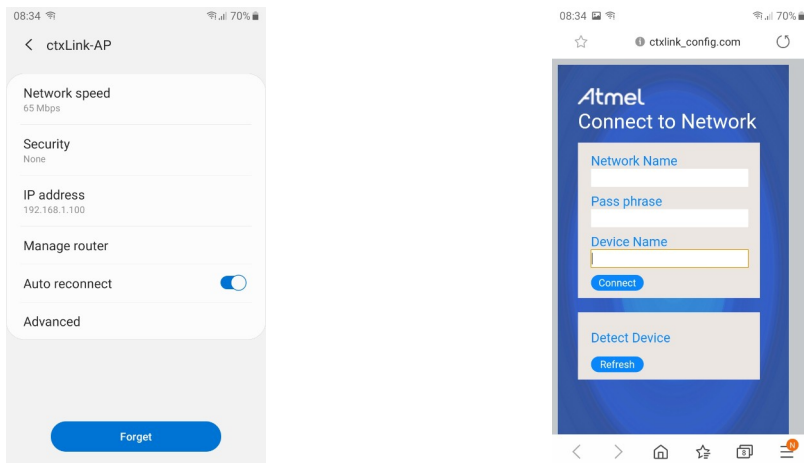 08:34 70%
ctxLink-AP
Network speed
65 Mbps
Security
None
IP address
192.168.1.100
Manage router
Auto reconnect
Advanced
Forget
08:34 70%
ctxlink_config.com
Atmel
Connect to Network
Network Name
Pass phrase
Device Name
Connect
Detect Device
Refresh
8
N